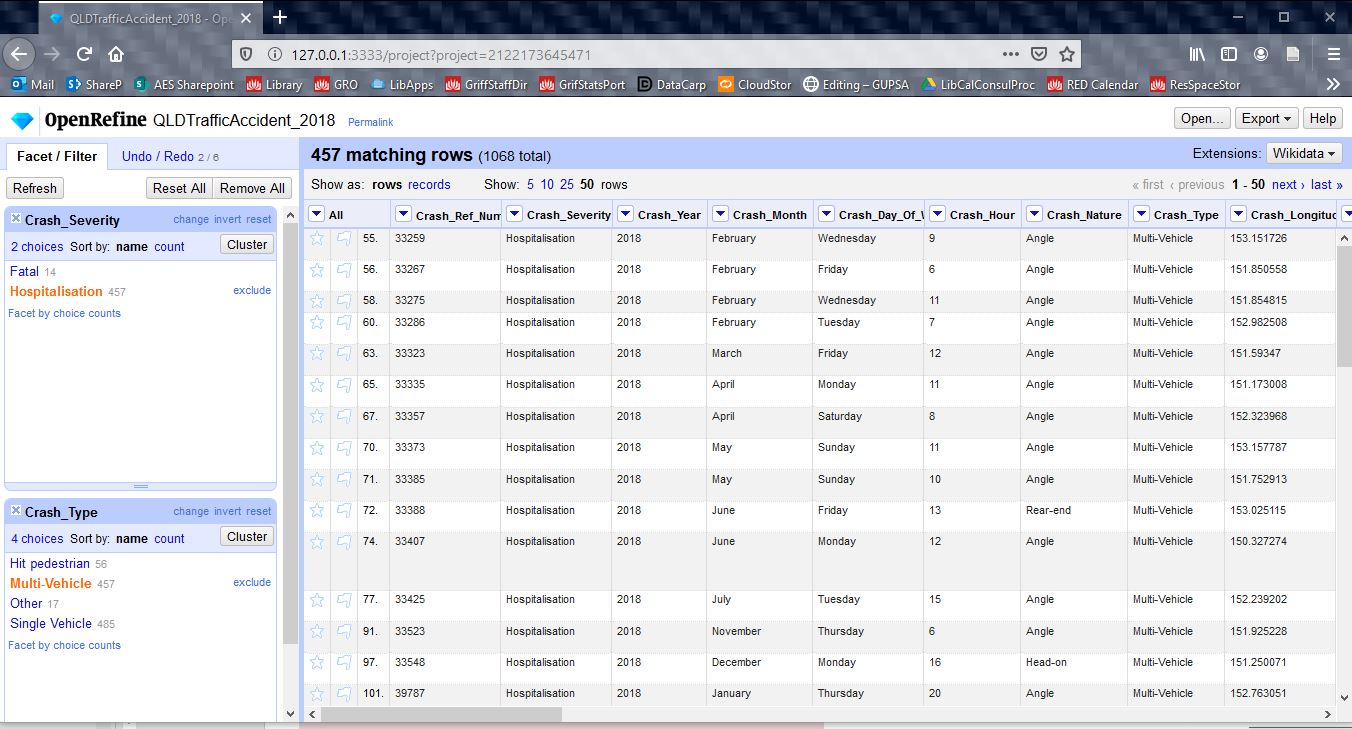 QLDTrafficAccident_2018 - Ope
127.0.0.1:3333/project?project=2122173645471
Mail ShareP AES Sharepoint Library GRO LibApps GriffStaffDir GrifStatsPort DataCarp CloudStor Editing – GUPSA LibCalConsulProc RED Calendar ResSpaceStor
OpenRefine QLDTrafficAccident_2018 Permalink Open... Export Help
Facet / Filter Undo / Redo 2 / 6
457 matching rows (1068 total) Extensions: Wikidata
Refresh Reset All Remove All
Show as: rows records Show: 5 10 25 50 rows « first ‹ previous 1 - 50 next › last »
Crash_Severity change invert reset
2 choices Sort by: name count Cluster
Fatal 14
Hospitalisation 457 exclude
Facet by choice counts
Crash_Type change invert reset
4 choices Sort by: name count Cluster
Hit pedestrian 56
Multi-Vehicle 457 exclude
Other 17
Single Vehicle 485
Facet by choice counts
All Crash_Ref_Num Crash_Severity Crash_Year Crash_Month Crash_Day_Of_W Crash_Hour Crash_Nature Crash_Type Crash_Longitud
55. 33259 Hospitalisation 2018 February Wednesday 9 Angle Multi-Vehicle 153.151726
56. 33267 Hospitalisation 2018 February Friday 6 Angle Multi-Vehicle 151.850558
58. 33275 Hospitalisation 2018 February Wednesday 11 Angle Multi-Vehicle 151.854815
60. 33286 Hospitalisation 2018 February Tuesday 7 Angle Multi-Vehicle 152.982508
63. 33323 Hospitalisation 2018 March Friday 12 Angle Multi-Vehicle 151.59347
65. 33335 Hospitalisation 2018 April Monday 11 Angle Multi-Vehicle 151.173008
67. 33357 Hospitalisation 2018 April Saturday 8 Angle Multi-Vehicle 152.323968
70. 33373 Hospitalisation 2018 May Sunday 11 Angle Multi-Vehicle 153.157787
71. 33385 Hospitalisation 2018 May Sunday 10 Angle Multi-Vehicle 151.752913
72. 33388 Hospitalisation 2018 June Friday 13 Rear-end Multi-Vehicle 153.025115
74. 33407 Hospitalisation 2018 June Monday 12 Angle Multi-Vehicle 150.327274
77. 33425 Hospitalisation 2018 July Tuesday 15 Angle Multi-Vehicle 152.239202
91. 33523 Hospitalisation 2018 November Thursday 6 Angle Multi-Vehicle 151.925228
97. 33548 Hospitalisation 2018 December Monday 16 Head-on Multi-Vehicle 151.250071
101. 39787 Hospitalisation 2018 January Thursday 20 Angle Multi-Vehicle 152.763051